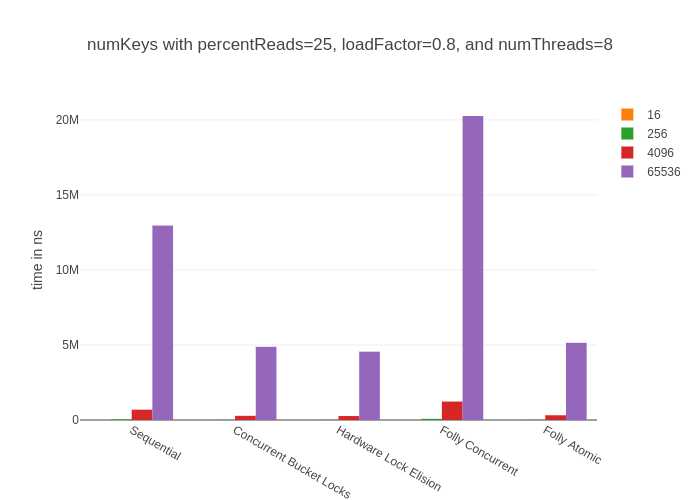 numKeys with percentReads=25, loadFactor=0.8, and numThreads=8
20M
15M
10M
5M
0
time in ns
16
256
4096
65536
Sequential
Concurrent Bucket Locks
Hardware Lock Elision
Folly Concurrent
Folly Atomic